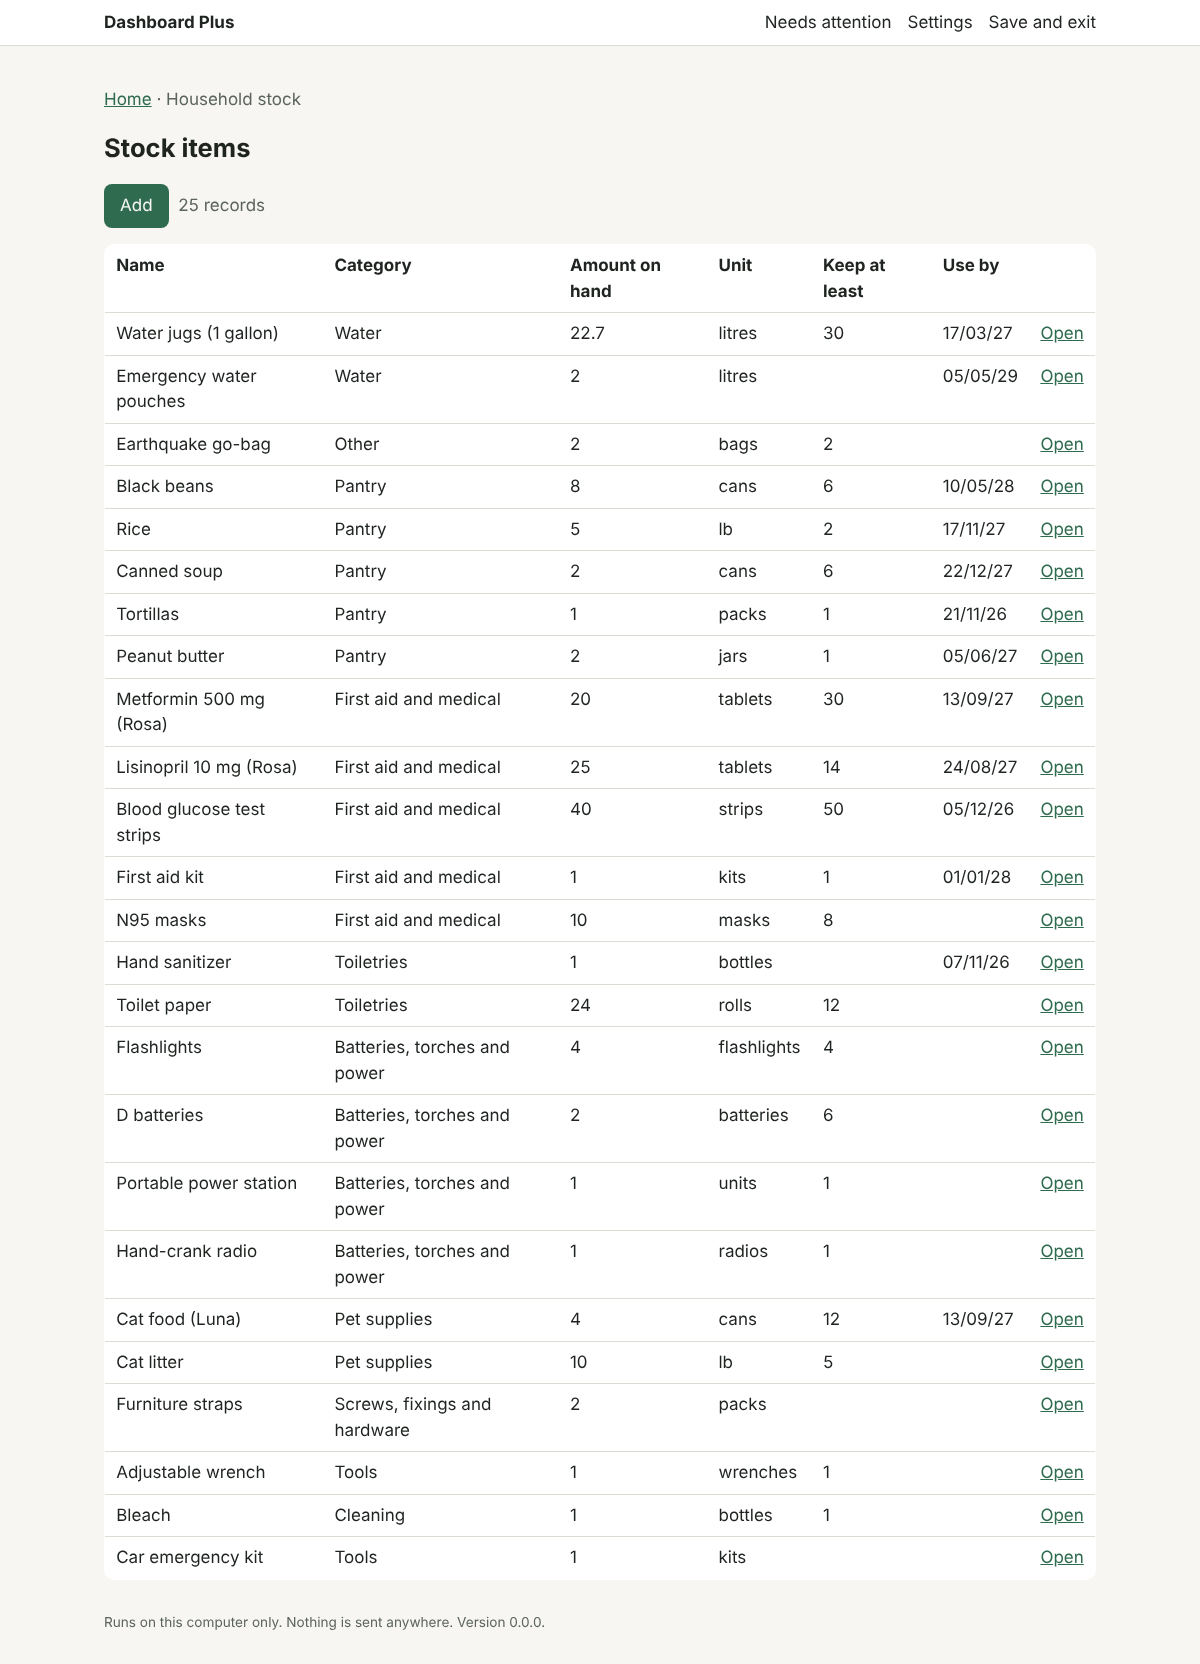 Dashboard Plus
Needs attention Settings Save and exit
Home · Household stock
Stock items
Add 25 records
Name Category Amount on hand Unit Keep at least Use by
Water jugs (1 gallon) Water 22.7 litres 30 17/03/27 Open
Emergency water pouches Water 2 litres 05/05/29 Open
Earthquake go-bag Other 2 bags 2 Open
Black beans Pantry 8 cans 6 10/05/28 Open
Rice Pantry 5 lb 2 17/11/27 Open
Canned soup Pantry 2 cans 6 22/12/27 Open
Tortillas Pantry 1 packs 1 21/11/26 Open
Peanut butter Pantry 2 jars 1 05/06/27 Open
Metformin 500 mg (Rosa) First aid and medical 20 tablets 30 13/09/27 Open
Lisinopril 10 mg (Rosa) First aid and medical 25 tablets 14 24/08/27 Open
Blood glucose test strips First aid and medical 40 strips 50 05/12/26 Open
First aid kit First aid and medical 1 kits 1 01/01/28 Open
N95 masks First aid and medical 10 masks 8 Open
Hand sanitizer Toiletries 1 bottles 07/11/26 Open
Toilet paper Toiletries 24 rolls 12 Open
Flashlights Batteries, torches and power 4 flashlights 4 Open
D batteries Batteries, torches and power 2 batteries 6 Open
Portable power station Batteries, torches and power 1 units 1 Open
Hand-crank radio Batteries, torches and power 1 radios 1 Open
Cat food (Luna) Pet supplies 4 cans 12 13/09/27 Open
Cat litter Pet supplies 10 lb 5 Open
Furniture straps Screws, fixings and hardware 2 packs Open
Adjustable wrench Tools 1 wrenches 1 Open
Bleach Cleaning 1 bottles 1 Open
Car emergency kit Tools 1 kits Open
Runs on this computer only. Nothing is sent anywhere. Version 0.0.0.